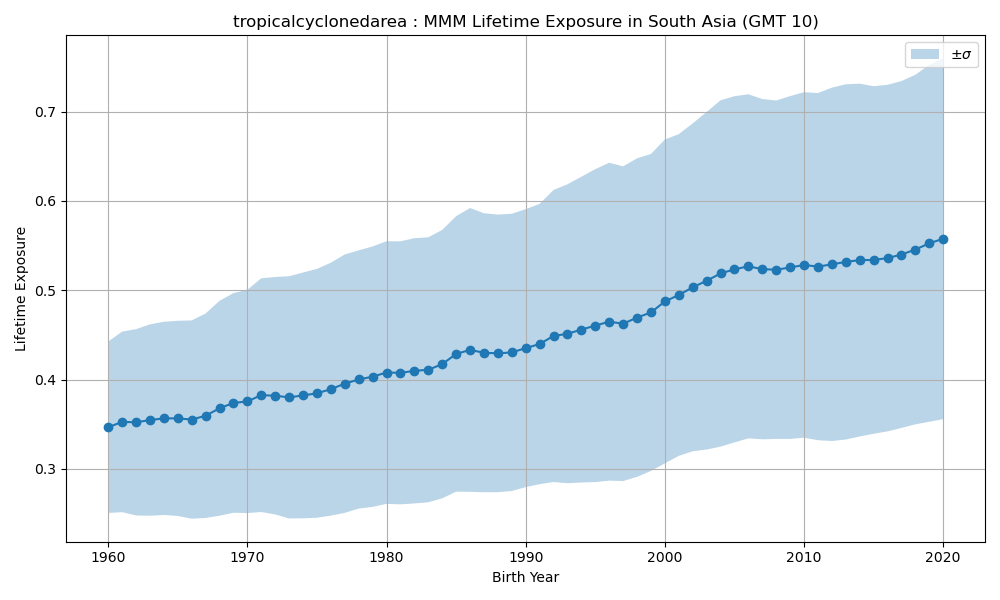 tropicalcyclonedarea : MMM Lifetime Exposure in South Asia (GMT 10)
±σ
0.7
0.6
0.5
0.4
0.3
Lifetime Exposure
1960 1970 1980 1990 2000 2010 2020
Birth Year